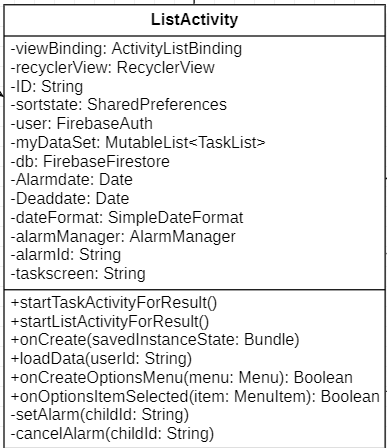 ListActivity
-viewBinding: ActivityListBinding
-recyclerView: RecyclerView
-ID: String
-sortstate: SharedPreferences
-user: FirebaseAuth
-myDataSet: MutableList<TaskList>
-db: FirebaseFirestore
-Alarmdate: Date
-Deaddate: Date
-dateFormat: SimpleDateFormat
-alarmManager: AlarmManager
-alarmId: String
-taskscreen: String
+startTaskActivityForResult()
+startListActivityForResult()
+onCreate(savedInstanceState: Bundle)
+loadData(userId: String)
+onCreateOptionsMenu(menu: Menu): Boolean
+onOptionsItemSelected(item: MenuItem): Boolean
-setAlarm(childId: String)
-cancelAlarm(childId: String)